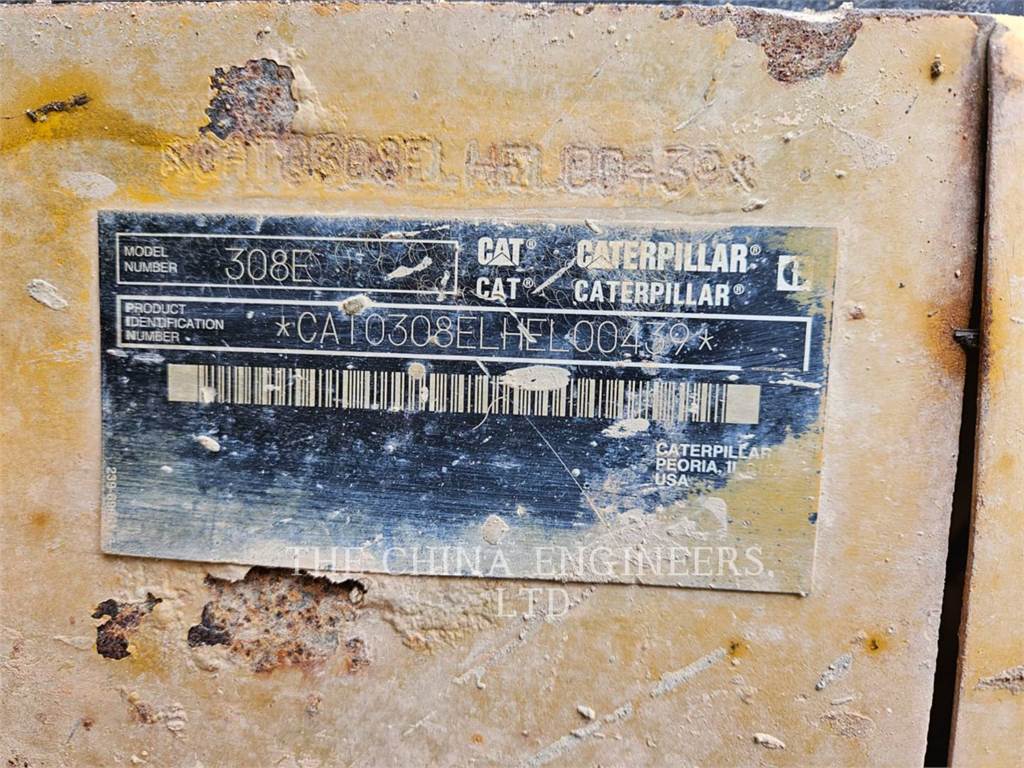 *CAT0308ELHEL00439*
MODEL
NUMBER
308E
CAT® CATERPILLAR®
CAT® CATERPILLAR®
PRODUCT
IDENTIFICATION
NUMBER
*CAT0308ELHEL00439*
CATERPILLAR
PEORIA, IL
USA
THE CHINA ENGINEERS,
LTD